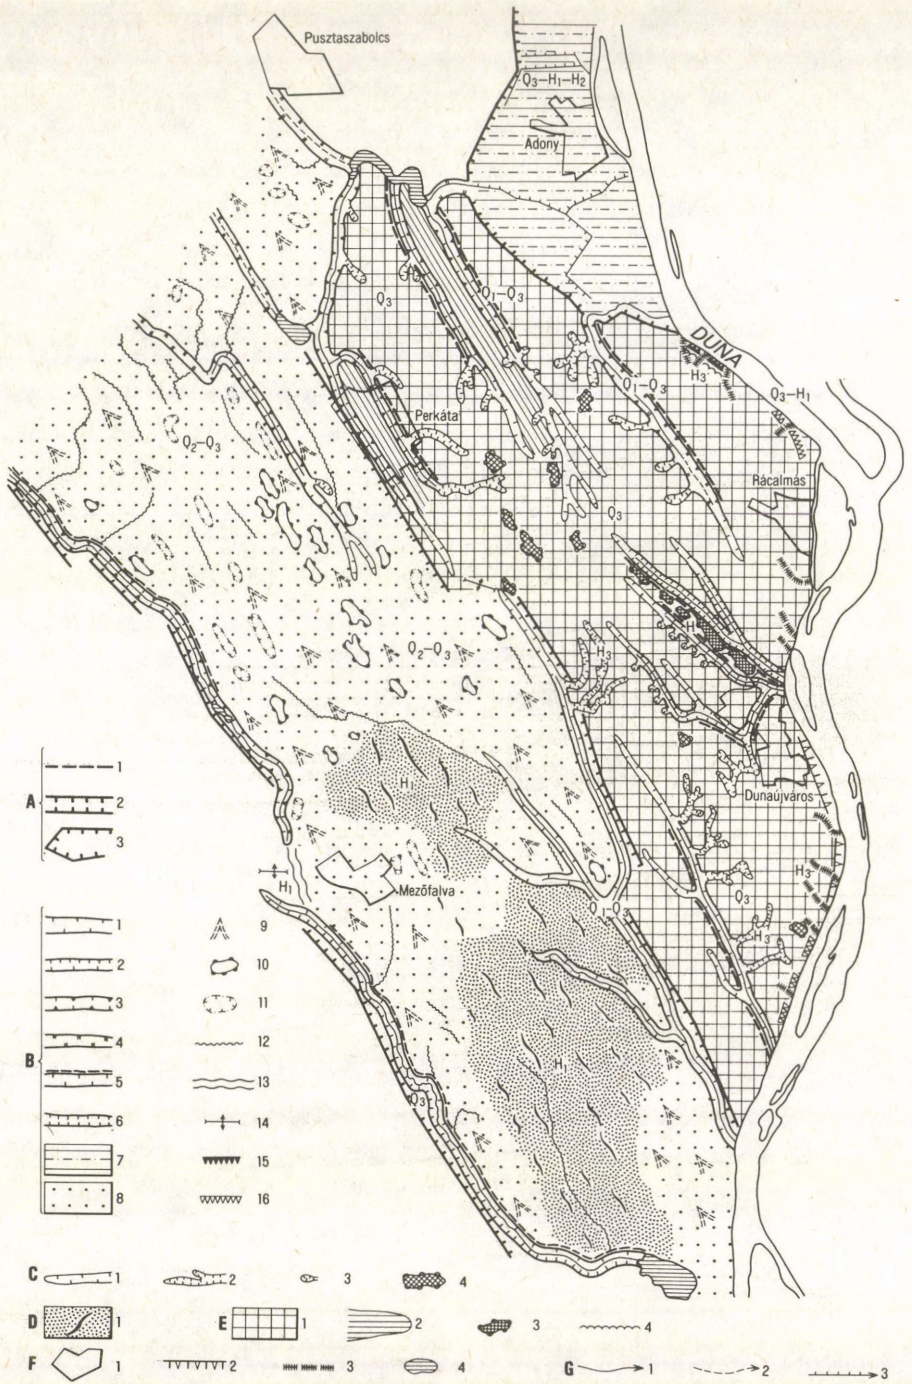 Pusztaszabolcs
Q₃–H₁–H₂
Adony
Q₃
Q₁–Q₃
DUNA
H₃
Q₃–H₁
Q₁–Q₃
Perkáta
Q₂–Q₃
Rácalmás
Q₃
H
H₃
Q₂–Q₃
H₁
Dunaújváros
H₃
H₁
Mezőfalva
Q₁–Q₃
Q₃
H₃
H₁
Q₃
A
1
2
3
B
1
2
3
4
5
6
7
8
9
10
11
12
13
14
15
16
C
1
2
3
4
D
1
E
1
2
3
4
F
1
2
3
4
G
1
2
3